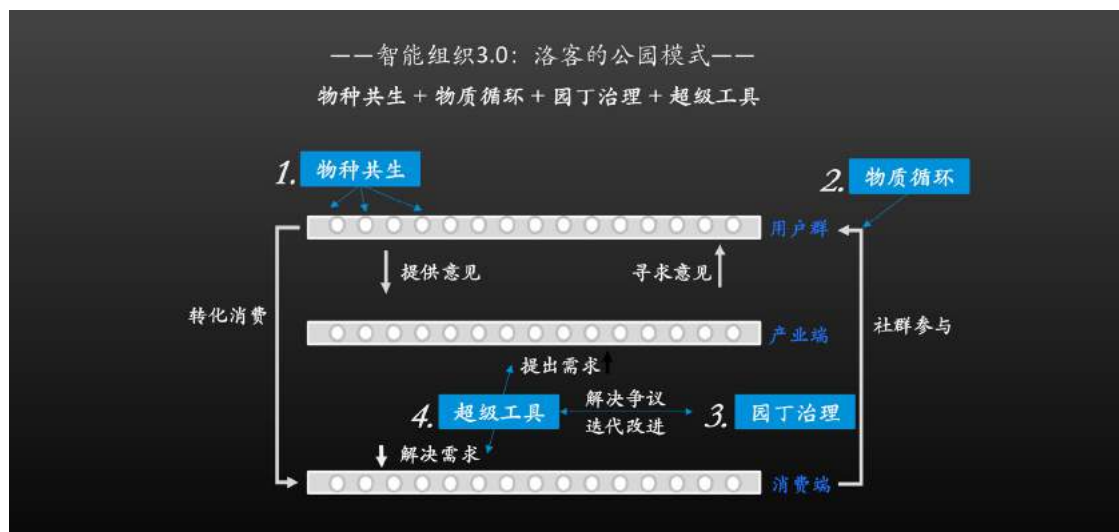 ——智能组织3.0：洛客的公园模式——
物种共生＋物质循环＋园丁治理＋超级工具
1. 物种共生
2. 物质循环
用户群
提供意见
寻求意见
转化消费
产业端
社群参与
提出需求
4. 超级工具
解决争议
迭代改进
3. 园丁治理
解决需求
消费端